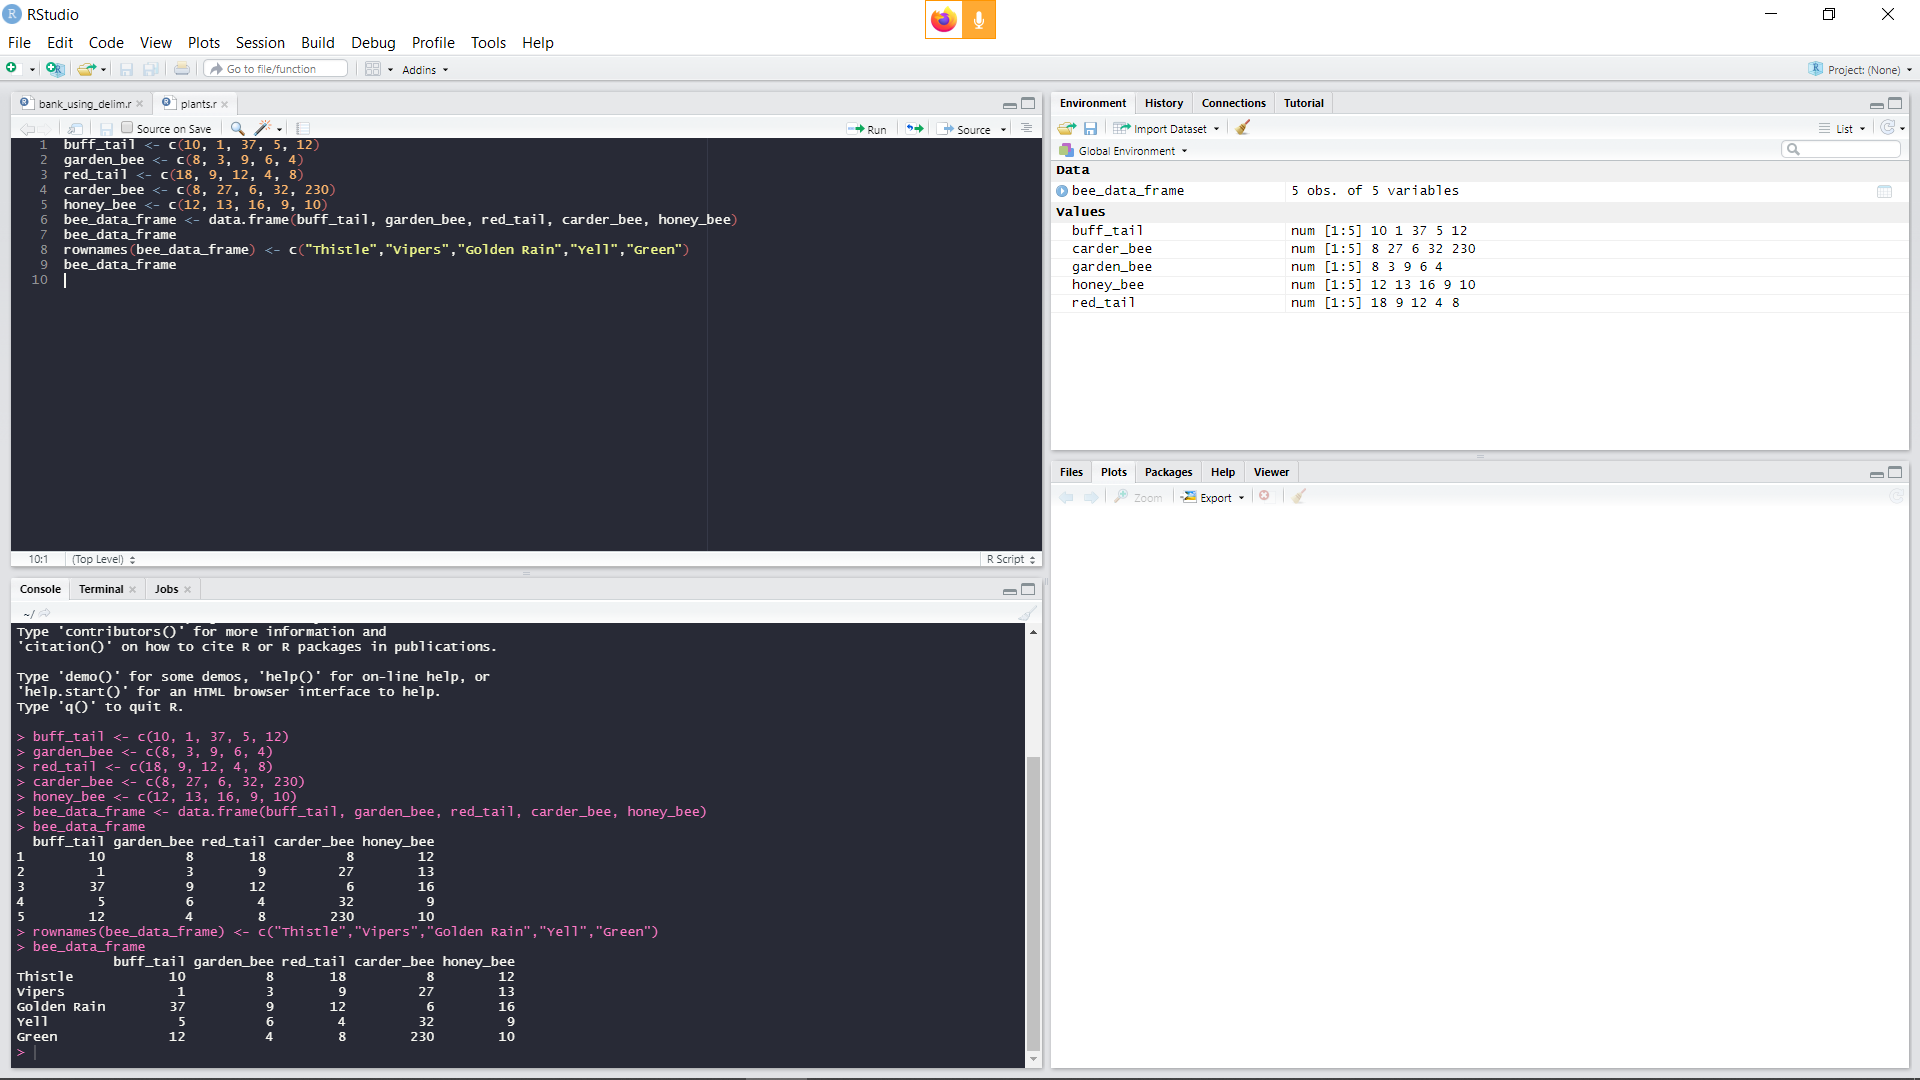 RStudio
File Edit Code View Plots Session Build Debug Profile Tools Help
Go to file/function Addins Project: (None)
bank_using_delim.r plants.r
Source on Save Run Source
1 buff_tail <- c(10, 1, 37, 5, 12)
2 garden_bee <- c(8, 3, 9, 6, 4)
3 red_tail <- c(18, 9, 12, 4, 8)
4 carder_bee <- c(8, 27, 6, 32, 230)
5 honey_bee <- c(12, 13, 16, 9, 10)
6 bee_data_frame <- data.frame(buff_tail, garden_bee, red_tail, carder_bee, honey_bee)
7 bee_data_frame
8 rownames(bee_data_frame) <- c("Thistle","Vipers","Golden Rain","Yell","Green")
9 bee_data_frame
10
10:1 (Top Level) R Script
Console Terminal Jobs
~/
Type 'contributors()' for more information and
'citation()' on how to cite R or R packages in publications.
Type 'demo()' for some demos, 'help()' for on-line help, or
'help.start()' for an HTML browser interface to help.
Type 'q()' to quit R.
> buff_tail <- c(10, 1, 37, 5, 12)
> garden_bee <- c(8, 3, 9, 6, 4)
> red_tail <- c(18, 9, 12, 4, 8)
> carder_bee <- c(8, 27, 6, 32, 230)
> honey_bee <- c(12, 13, 16, 9, 10)
> bee_data_frame <- data.frame(buff_tail, garden_bee, red_tail, carder_bee, honey_bee)
> bee_data_frame
buff_tail garden_bee red_tail carder_bee honey_bee
1 10 8 18 8 12
2 1 3 9 27 13
3 37 9 12 6 16
4 5 6 4 32 9
5 12 4 8 230 10
> rownames(bee_data_frame) <- c("Thistle","Vipers","Golden Rain","Yell","Green")
> bee_data_frame
buff_tail garden_bee red_tail carder_bee honey_bee
Thistle 10 8 18 8 12
Vipers 1 3 9 27 13
Golden Rain 37 9 12 6 16
Yell 5 6 4 32 9
Green 12 4 8 230 10
>
Environment History Connections Tutorial
Import Dataset List
Global Environment
Data
bee_data_frame 5 obs. of 5 variables
Values
buff_tail num [1:5] 10 1 37 5 12
carder_bee num [1:5] 8 27 6 32 230
garden_bee num [1:5] 8 3 9 6 4
honey_bee num [1:5] 12 13 16 9 10
red_tail num [1:5] 18 9 12 4 8
Files Plots Packages Help Viewer
Zoom Export